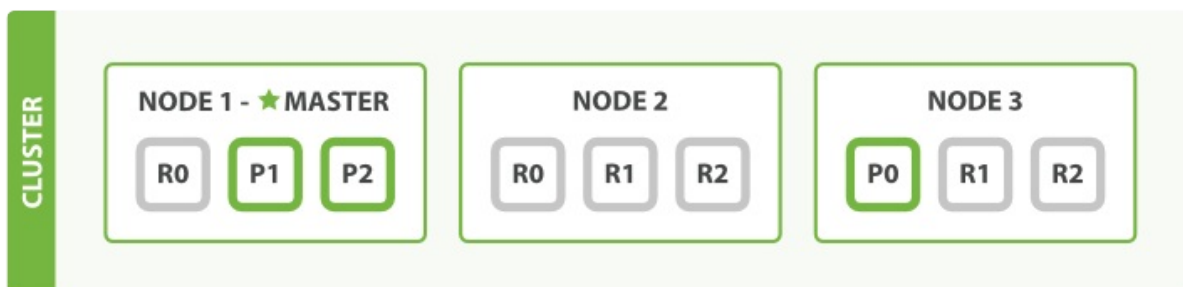 CLUSTER
NODE 1 - ★ MASTER
R0 P1 P2
NODE 2
R0 R1 R2
NODE 3
P0 R1 R2